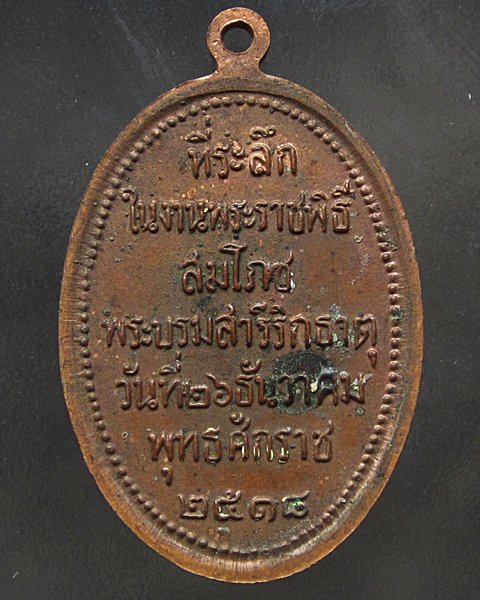 ที่ระลึก
ในงานพระราชพิธี
สมโภช
พระบรมสารีริกธาตุ
วันที่๒๖ธันวาคม
พุทธศักราช
๒๕๑๘